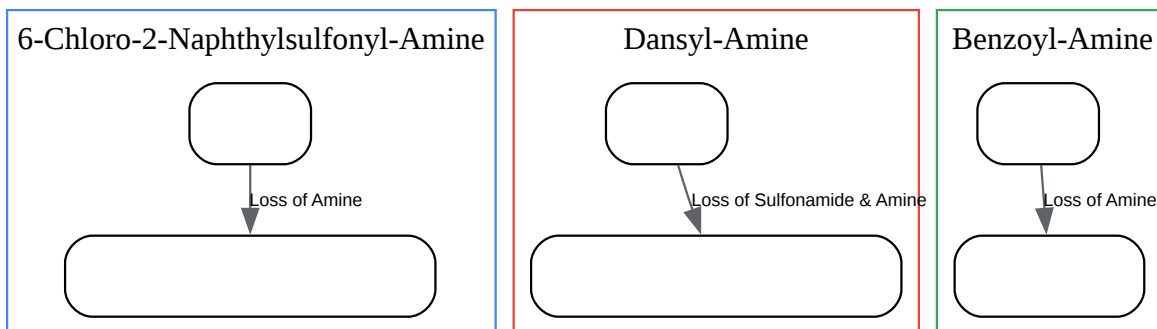 6-Chloro-2-Naphthylsulfonyl-Amine
Loss of Amine
Dansyl-Amine
Loss of Sulfonamide & Amine
Benzoyl-Amine
Loss of Amine